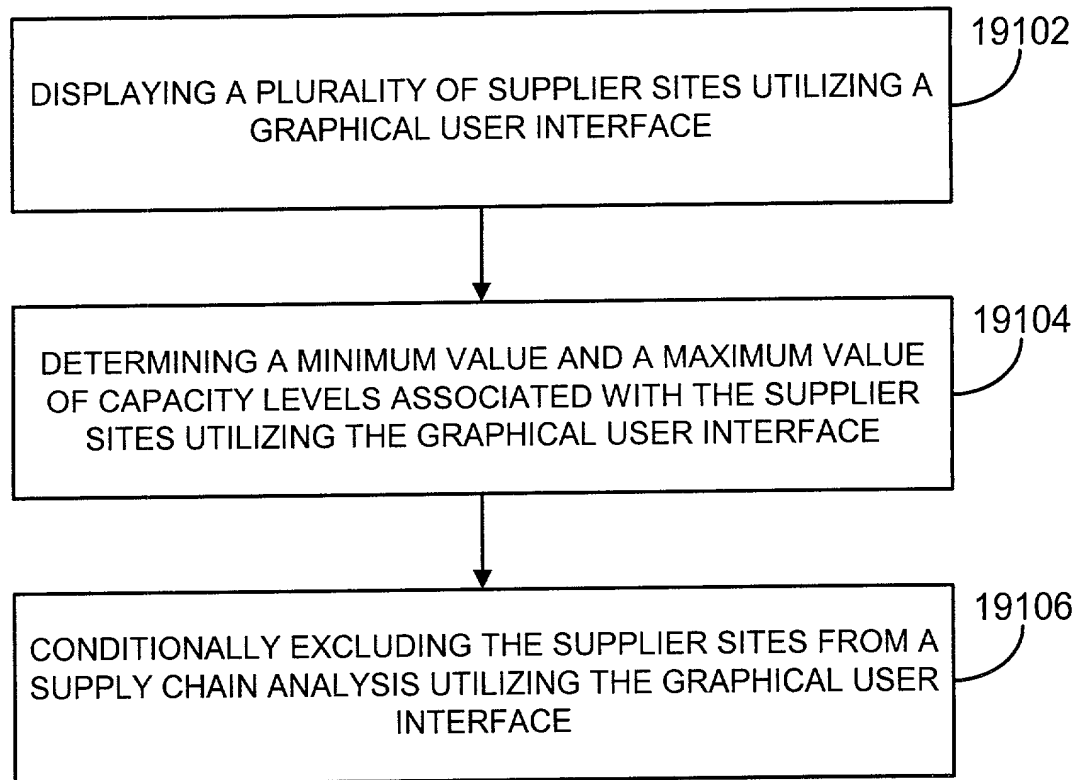 19102
DISPLAYING A PLURALITY OF SUPPLIER SITES UTILIZING A
GRAPHICAL USER INTERFACE
19104
DETERMINING A MINIMUM VALUE AND A MAXIMUM VALUE
OF CAPACITY LEVELS ASSOCIATED WITH THE SUPPLIER
SITES UTILIZING THE GRAPHICAL USER INTERFACE
19106
CONDITIONALLY EXCLUDING THE SUPPLIER SITES FROM A
SUPPLY CHAIN ANALYSIS UTILIZING THE GRAPHICAL USER
INTERFACE